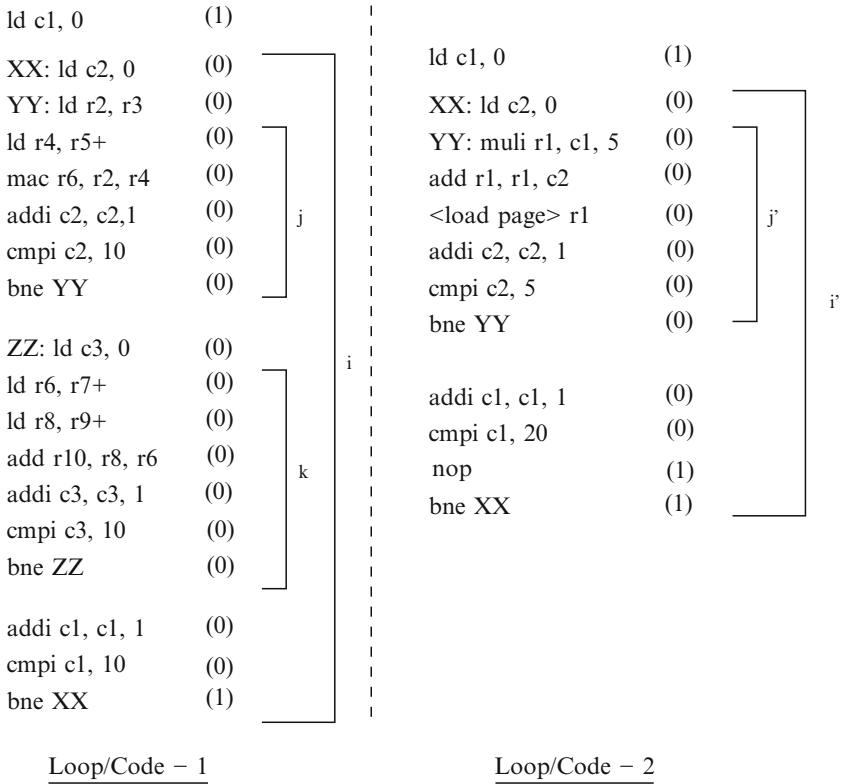 ld c1, 0 (1)
XX: ld c2, 0 (0)
YY: ld r2, r3 (0)
ld r4, r5+ (0)
mac r6, r2, r4 (0)
addi c2, c2,1 (0)
cmpi c2, 10 (0)
bne YY (0)
j
ZZ: ld c3, 0 (0)
ld r6, r7+ (0)
ld r8, r9+ (0)
add r10, r8, r6 (0)
addi c3, c3, 1 (0)
cmpi c3, 10 (0)
bne ZZ (0)
k
addi c1, c1, 1 (0)
cmpi c1, 10 (0)
bne XX (1)
i
Loop/Code − 1
ld c1, 0 (1)
XX: ld c2, 0 (0)
YY: muli r1, c1, 5 (0)
add r1, r1, c2 (0)
<load page> r1 (0)
addi c2, c2, 1 (0)
cmpi c2, 5 (0)
bne YY (0)
j’
addi c1, c1, 1 (0)
cmpi c1, 20 (0)
nop (1)
bne XX (1)
i’
Loop/Code − 2